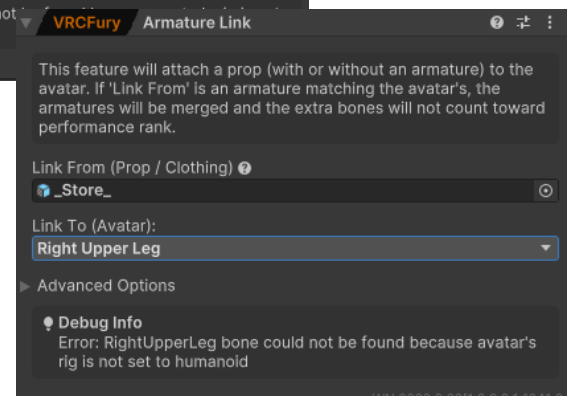 VRCFury Armature Link
This feature will attach a prop (with or without an armature) to the
avatar. If 'Link From' is an armature matching the avatar's, the
armatures will be merged and the extra bones will not count toward
performance rank.
Link From (Prop / Clothing)
_Store_
Link To (Avatar):
Right Upper Leg
Advanced Options
Debug Info
Error: RightUpperLeg bone could not be found because avatar's
rig is not set to humanoid